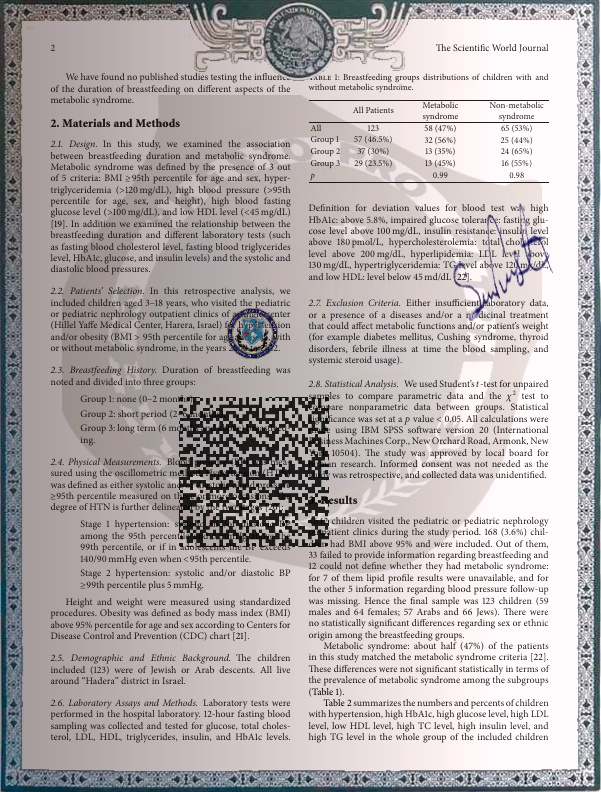 2
The Scientific World Journal
We have found no published studies testing the influence
of the duration of breastfeeding on different aspects of the
metabolic syndrome.
2. Materials and Methods
2.1. Design. In this study, we examined the association
between breastfeeding duration and metabolic syndrome.
Metabolic syndrome was defined by the presence of 3 out
of 5 criteria: BMI ≥95th percentile for age and sex, hyper-
triglyceridemia (>120 mg/dL), high blood pressure (>95th
percentile for age, sex, and height), high blood fasting
glucose level (>100 mg/dL), and low HDL level (<45 mg/dL)
[19]. In addition we examined the relationship between the
breastfeeding duration and different laboratory tests (such
as fasting blood cholesterol level, fasting blood triglycerides
level, HbA1c, glucose, and insulin levels) and the systolic and
diastolic blood pressures.
2.2. Patients' Selection. In this retrospective analysis, we
included children aged 3–18 years, who visited the pediatric
or pediatric nephrology outpatient clinics of center
(Hillel Yaffe Medical Center, Harera, Israel)
and/or obesity (BMI > 95th percentile for with
or without metabolic syndrome, in the years
2.3. Breastfeeding History. Duration of breastfeeding was
noted and divided into three groups:
Group 1: none (0–2
Group 2: short period
Group 3: long term (6
ing.
2.4. Physical Measurements.
sured using the oscillometric
was defined as either systolic
≥95th percentile measured on
degree of HTN is further
Stage 1 hypertension:
among the 95th
99th percentile, or if in adolescents the BP exceeds
140/90 mmHg even when <95th percentile.
Stage 2 hypertension: systolic and/or diastolic BP
≥99th percentile plus 5 mmHg.
Height and weight were measured using standardized
procedures. Obesity was defined as body mass index (BMI)
above 95% percentile for age and sex according to Centers for
Disease Control and Prevention (CDC) chart [21].
2.5. Demographic and Ethnic Background. The children
included (123) were of Jewish or Arab descents. All live
around "Hadera" district in Israel.
2.6. Laboratory Assays and Methods. Laboratory tests were
performed in the hospital laboratory. 12-hour fasting blood
sampling was collected and tested for glucose, total choles-
terol, LDL, HDL, triglycerides, insulin, and HbA1c levels.
Table 1: Breastfeeding groups distributions of children with and
without metabolic syndrome.
All Patients Metabolic syndrome Non-metabolic syndrome
All 123 58 (47%) 65 (53%)
Group 1 57 (46.5%) 32 (56%) 25 (44%)
Group 2 37 (30%) 13 (35%) 24 (65%)
Group 3 29 (23.5%) 13 (45%) 16 (55%)
p 0.99 0.98
Definition for deviation values for blood test was high
HbA1c: above 5.8%, impaired glucose tolerance: fasting glu-
cose level above 100 mg/dL, insulin resistance: insulin level
above 180 pmol/L, hypercholesterolemia: total cholesterol
level above 200 mg/dL, hyperlipidemia: LDL level above
130 mg/dL, hypertriglyceridemia: TG level above 120 mg/dL,
and low HDL: level below 45 md/dL [22].
2.7. Exclusion Criteria. Either insufficient laboratory data,
or a presence of a diseases and/or a medicinal treatment
that could affect metabolic functions and/or patient's weight
(for example diabetes mellitus, Cushing syndrome, thyroid
disorders, febrile illness at time the blood sampling, and
systemic steroid usage).
2.8. Statistical Analysis. We used Student's t-test for unpaired
samples to compare parametric data and the χ² test to
compare nonparametric data between groups. Statistical
significance was set at a p value < 0.05. All calculations were
using IBM SPSS software version 20 (International
Business Machines Corp., New Orchard Road, Armonk, New
10504). The study was approved by local board for
research. Informed consent was not needed as the
was retrospective, and collected data was unidentified.
3. Results
children visited the pediatric or pediatric nephrology
outpatient clinics during the study period. 168 (3.6%) chil-
dren had BMI above 95% and were included. Out of them,
33 failed to provide information regarding breastfeeding and
12 could not define whether they had metabolic syndrome:
for 7 of them lipid profile results were unavailable, and for
the other 5 information regarding blood pressure follow-up
was missing. Hence the final sample was 123 children (59
males and 64 females; 57 Arabs and 66 Jews). There were
no statistically significant differences regarding sex or ethnic
origin among the breastfeeding groups.
Metabolic syndrome: about half (47%) of the patients
in this study matched the metabolic syndrome criteria [22].
These differences were not significant statistically in terms of
the prevalence of metabolic syndrome among the subgroups
(Table 1).
Table 2 summarizes the numbers and percents of children
with hypertension, high HbA1c, high glucose level, high LDL
level, low HDL level, high TC level, high insulin level, and
high TG level in the whole group of the included children